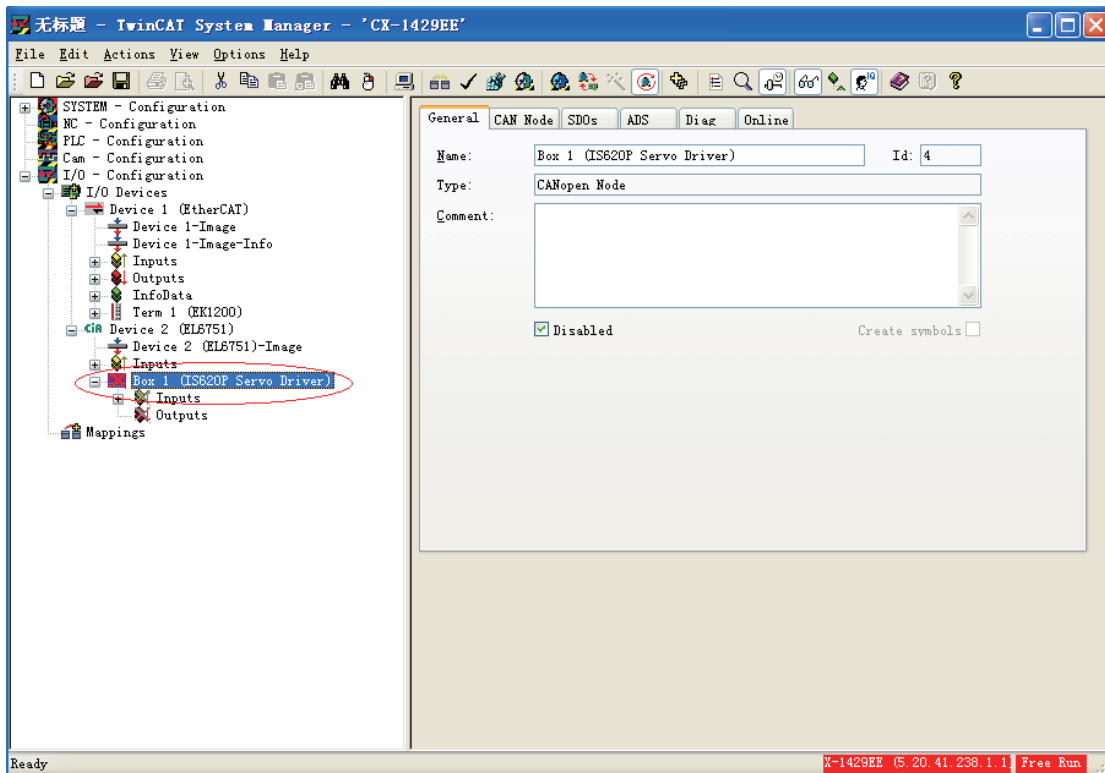 无标题 - TwinCAT System Manager - 'CX-1429EE'
File Edit Actions View Options Help
SYSTEM - Configuration
NC - Configuration
PLC - Configuration
Cam - Configuration
I/O - Configuration
I/O Devices
Device 1 (EtherCAT)
Device 1-Image
Device 1-Image-Info
Inputs
Outputs
InfoData
Term 1 (EK1200)
CiA Device 2 (EL6751)
Device 2 (EL6751)-Image
Inputs
Box 1 (IS620P Servo Driver)
Inputs
Outputs
Mappings
General CAN Node SDOs ADS Diag Online
Name: Box 1 (IS620P Servo Driver) Id: 4
Type: CANopen Node
Comment:
Disabled Create symbols
Ready X-1429EE (5.20.41.238.1.1) Free Run